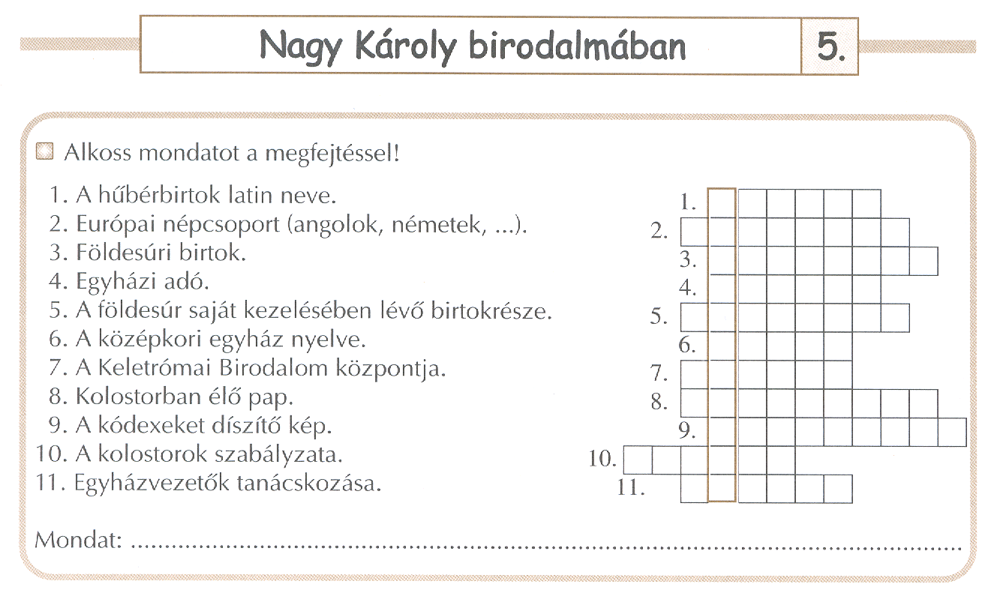 Nagy Károly birodalmában 5.
Alkoss mondatot a megfejtéssel!
1. A hűbérbirtok latin neve.
2. Európai népcsoport (angolok, németek, ...).
3. Földesúri birtok.
4. Egyházi adó.
5. A földesúr saját kezelésében lévő birtokrésze.
6. A középkori egyház nyelve.
7. A Keletrómai Birodalom központja.
8. Kolostorban élő pap.
9. A kódexeket díszítő kép.
10. A kolostorok szabályzata.
11. Egyházvezetők tanácskozása.
1.
2.
3.
4.
5.
6.
7.
8.
9.
10.
11.
Mondat: ..............................................................................................................................